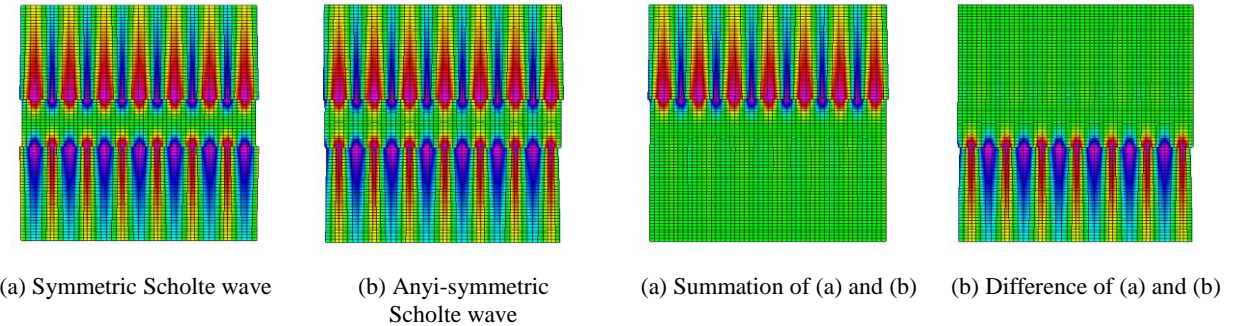 (a) Symmetric Scholte wave
(b) Anyi-symmetric
Scholte wave
(a) Summation of (a) and (b)
(b) Difference of (a) and (b)